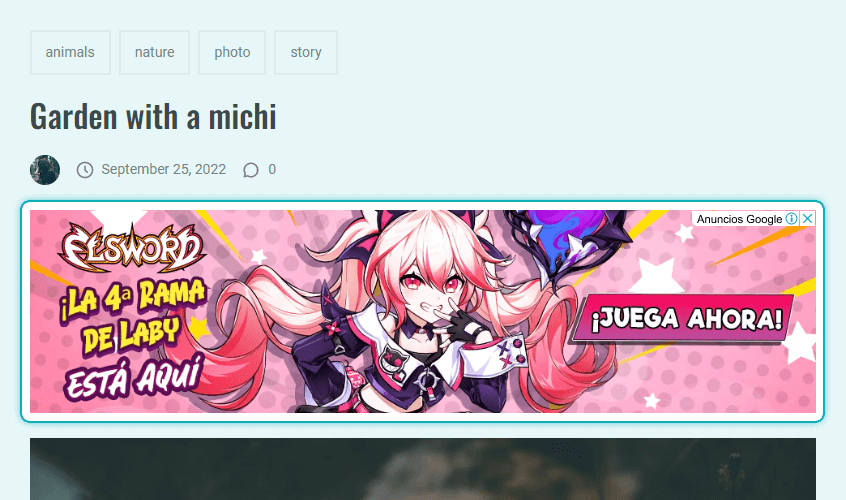 animals
nature
photo
story
Garden with a michi
September 25, 2022
0
Anuncios Google
ELSWORD
¡LA 4a RAMA
DE LABY
ESTÁ AQUÍ
¡JUEGA AHORA!